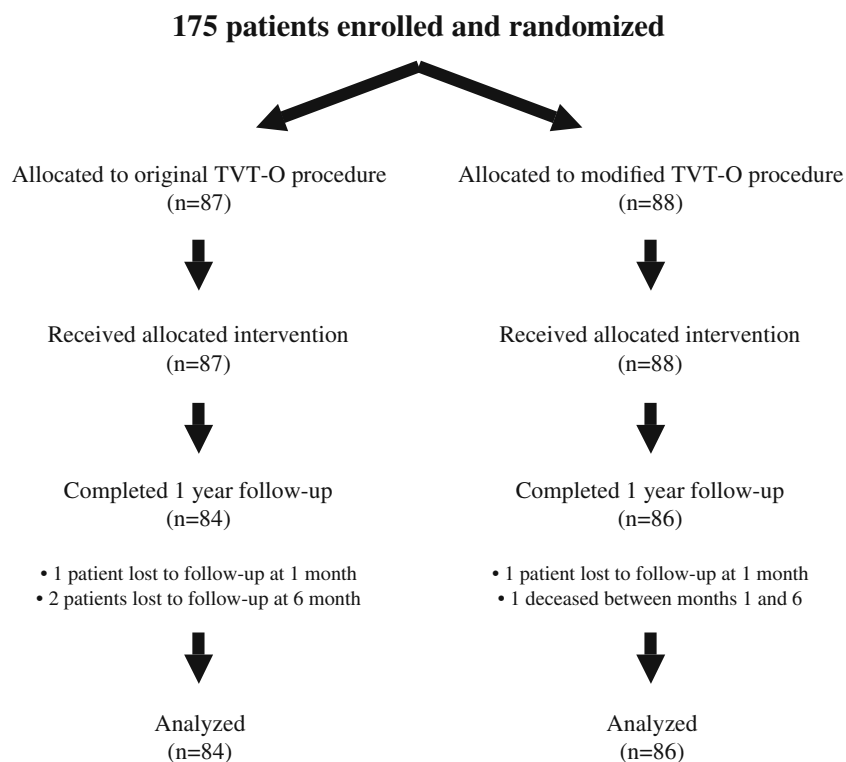 175 patients enrolled and randomized
Allocated to original TVT-O procedure
(n=87)
Allocated to modified TVT-O procedure
(n=88)
Received allocated intervention
(n=87)
Received allocated intervention
(n=88)
Completed 1 year follow-up
(n=84)
Completed 1 year follow-up
(n=86)
• 1 patient lost to follow-up at 1 month
• 2 patients lost to follow-up at 6 month
• 1 patient lost to follow-up at 1 month
• 1 deceased between months 1 and 6
Analyzed
(n=84)
Analyzed
(n=86)